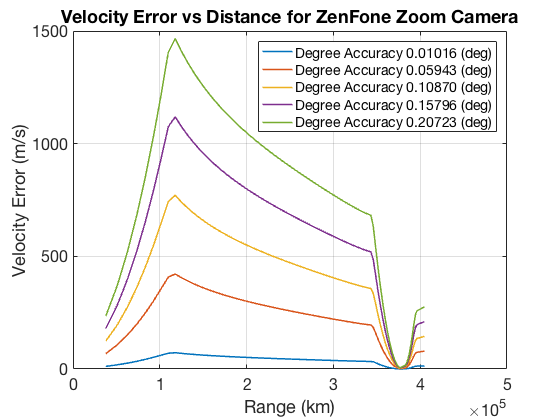 Velocity Error vs Distance for ZenFone Zoom Camera
1500
1000
500
0
Velocity Error (m/s)
Degree Accuracy 0.01016 (deg)
Degree Accuracy 0.05943 (deg)
Degree Accuracy 0.10870 (deg)
Degree Accuracy 0.15796 (deg)
Degree Accuracy 0.20723 (deg)
0 1 2 3 4 5
Range (km)
×10⁵